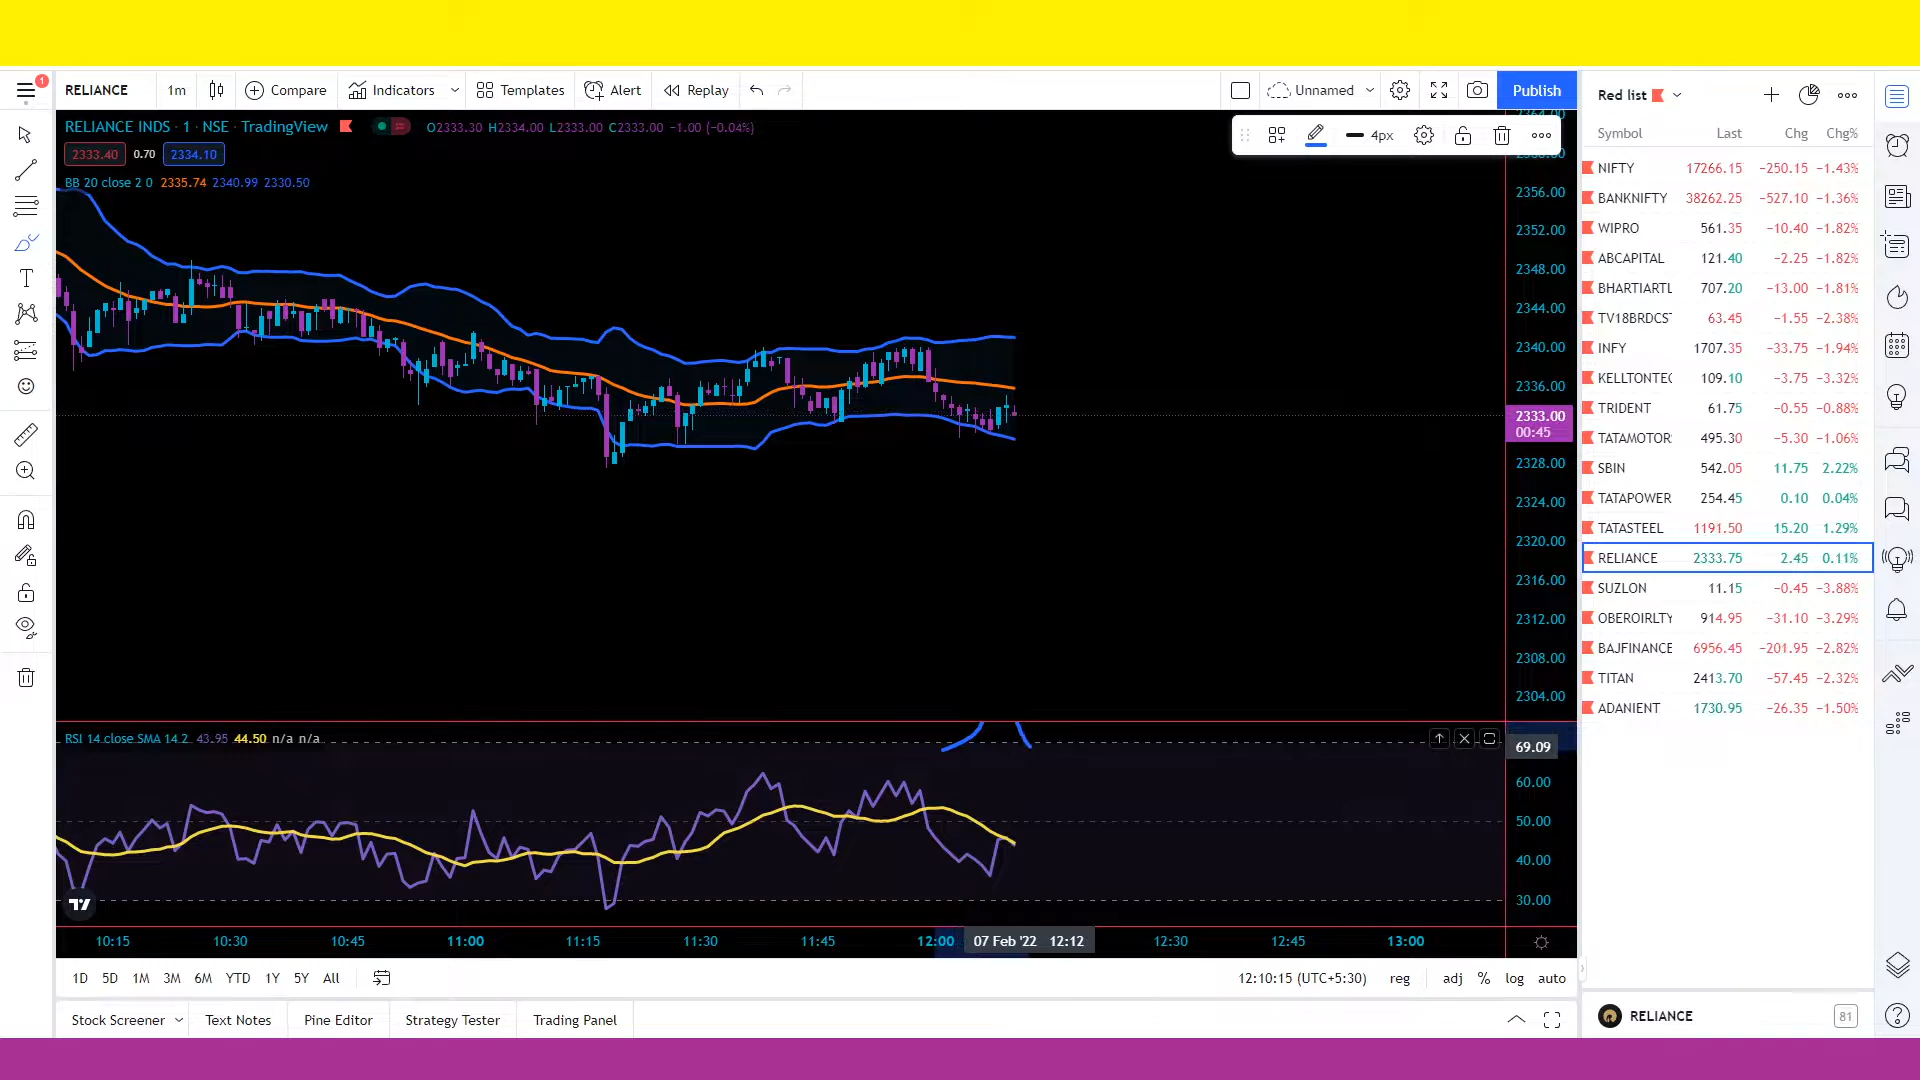 1
RELIANCE 1m Compare Indicators Templates Alert Replay Unnamed Publish
RELIANCE INDS · 1 · NSE · TradingView O2333.30 H2334.00 L2333.00 C2333.00 −1.00 (−0.04%)
4px
2333.40 0.70 2334.10
BB 20 close 2 0 2335.74 2340.99 2330.50
2356.00
2352.00
2348.00
2344.00
2340.00
2336.00
2333.00
00:45
2328.00
2324.00
2320.00
2316.00
2312.00
2308.00
2304.00
RSI 14 close SMA 14 2 43.95 44.50 n/a n/a
69.09
60.00
50.00
40.00
30.00
10:15 10:30 10:45 11:00 11:15 11:30 11:45 12:00 07 Feb '22 12:12 12:30 12:45 13:00
1D 5D 1M 3M 6M YTD 1Y 5Y All 12:10:15 (UTC+5:30) reg adj % log auto
Stock Screener Text Notes Pine Editor Strategy Tester Trading Panel
Red list
Symbol Last Chg Chg%
NIFTY 17266.15 −250.15 −1.43%
BANKNIFTY 38262.25 −527.10 −1.36%
WIPRO 561.35 −10.40 −1.82%
ABCAPITAL 121.40 −2.25 −1.82%
BHARTIARTL 707.20 −13.00 −1.81%
TV18BRDCST 63.45 −1.55 −2.38%
INFY 1707.35 −33.75 −1.94%
KELLTONTEC 109.10 −3.75 −3.32%
TRIDENT 61.75 −0.55 −0.88%
TATAMOTOR 495.30 −5.30 −1.06%
SBIN 542.05 11.75 2.22%
TATAPOWER 254.45 0.10 0.04%
TATASTEEL 1191.50 15.20 1.29%
RELIANCE 2333.75 2.45 0.11%
SUZLON 11.15 −0.45 −3.88%
OBEROIRLTY 914.95 −31.10 −3.29%
BAJFINANCE 6956.45 −201.95 −2.82%
TITAN 2413.70 −57.45 −2.32%
ADANIENT 1730.95 −26.35 −1.50%
RELIANCE 81